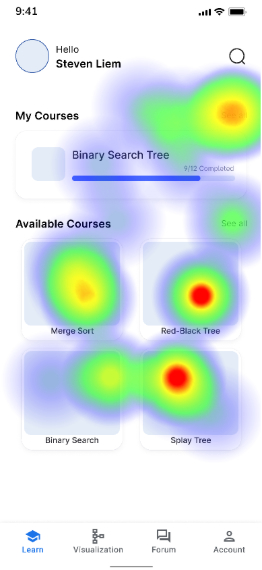 9:41
Hello
Steven Liem
My Courses
Binary Search Tree
9/12 Completed
Available Courses
See all
Merge Sort
Red-Black Tree
Binary Search
Splay Tree
Learn
Visualization
Forum
Account